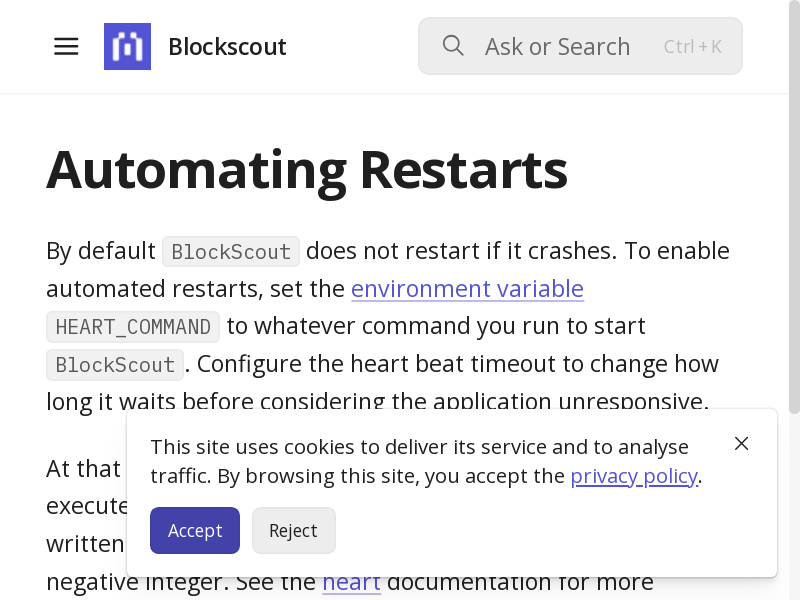 Blockscout
Ask or Search
Ctrl + K
Automating Restarts
By default BlockScout does not restart if it crashes. To enable
automated restarts, set the environment variable
HEART_COMMAND to whatever command you run to start
BlockScout. Configure the heart beat timeout to change how
long it waits before considering the application unresponsive.
At that
execute
written
negative integer. See the heart documentation for more
This site uses cookies to deliver its service and to analyse
traffic. By browsing this site, you accept the privacy policy.
Accept
Reject